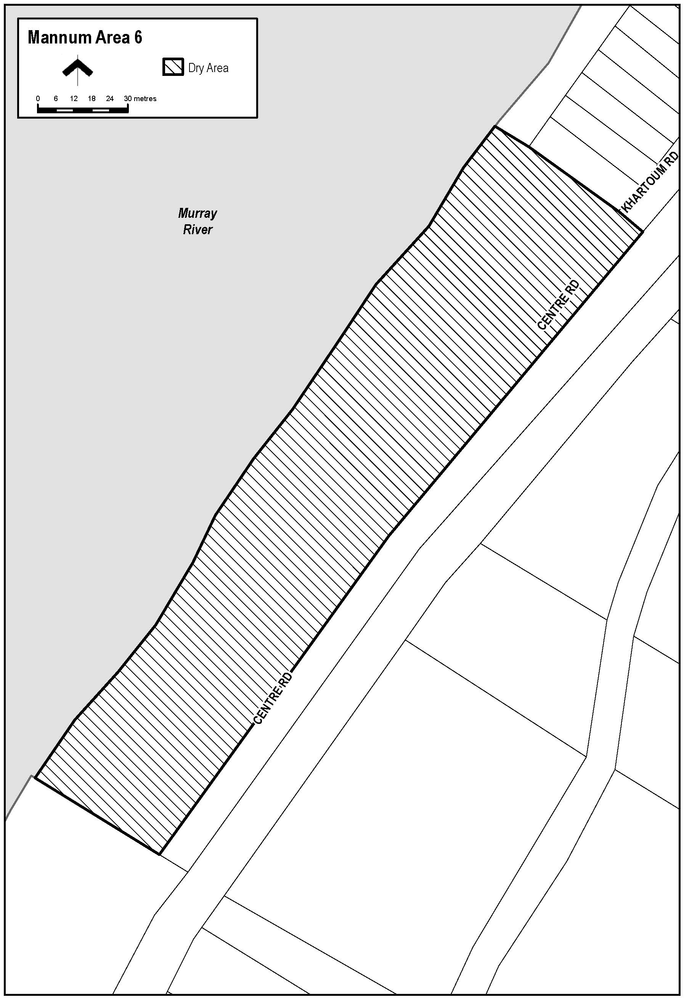 Mannum Area 6
Dry Area
0 6 12 18 24 30 metres
Murray
River
KHARTOUM RD
CENTRE RD
CENTRE RD